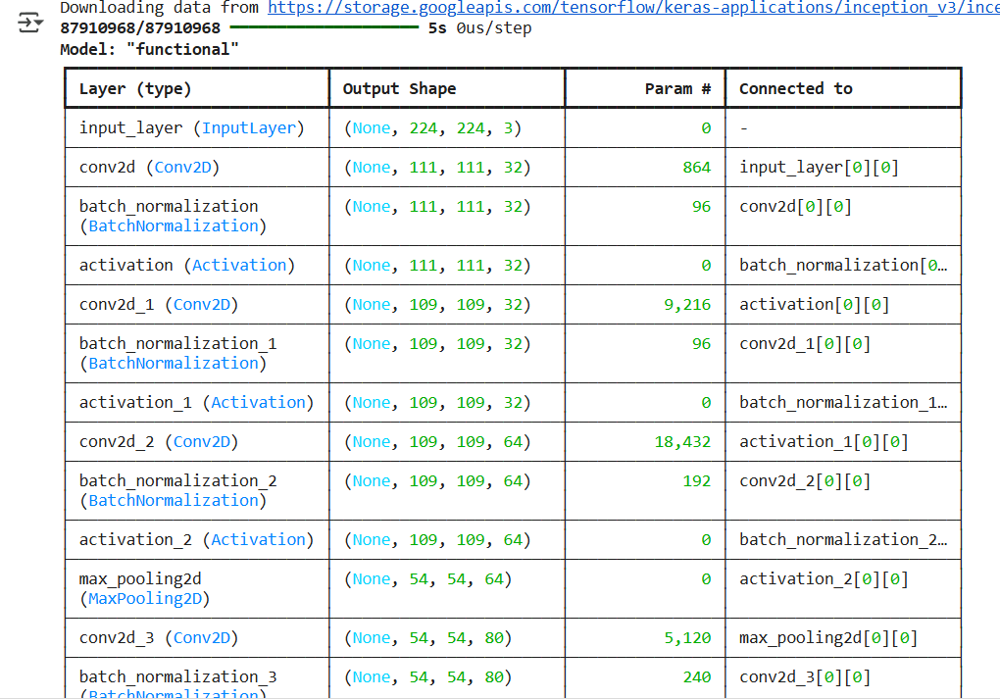 Downloading data from https://storage.googleapis.com/tensorflow/keras-applications/inception_v3/ince
87910968/87910968 ━━━━━━━━━━━━━━━━━━━━ 5s 0us/step
Model: "functional"
Layer (type) Output Shape Param # Connected to
input_layer (InputLayer) (None, 224, 224, 3) 0 -
conv2d (Conv2D) (None, 111, 111, 32) 864 input_layer[0][0]
batch_normalization (None, 111, 111, 32) 96 conv2d[0][0]
(BatchNormalization)
activation (Activation) (None, 111, 111, 32) 0 batch_normalization[0…
conv2d_1 (Conv2D) (None, 109, 109, 32) 9,216 activation[0][0]
batch_normalization_1 (None, 109, 109, 32) 96 conv2d_1[0][0]
(BatchNormalization)
activation_1 (Activation) (None, 109, 109, 32) 0 batch_normalization_1…
conv2d_2 (Conv2D) (None, 109, 109, 64) 18,432 activation_1[0][0]
batch_normalization_2 (None, 109, 109, 64) 192 conv2d_2[0][0]
(BatchNormalization)
activation_2 (Activation) (None, 109, 109, 64) 0 batch_normalization_2…
max_pooling2d (None, 54, 54, 64) 0 activation_2[0][0]
(MaxPooling2D)
conv2d_3 (Conv2D) (None, 54, 54, 80) 5,120 max_pooling2d[0][0]
batch_normalization_3 (None, 54, 54, 80) 240 conv2d_3[0][0]
(BatchNormalization)